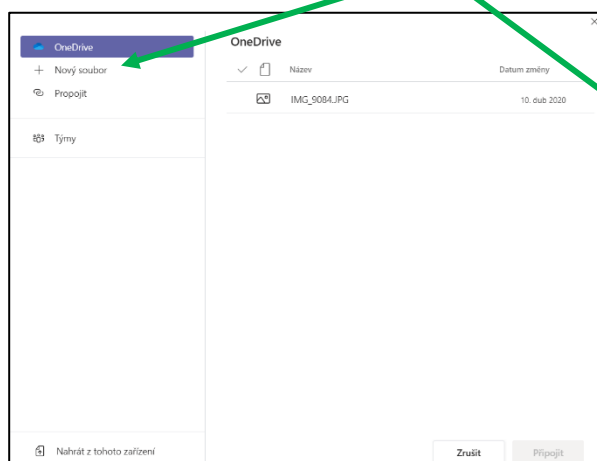 OneDrive
Nový soubor
Propojit
Týmy
Nahrát z tohoto zařízení
OneDrive
Název Datum změny
IMG_9084.JPG 10. dub 2020
Zrušit Připojit